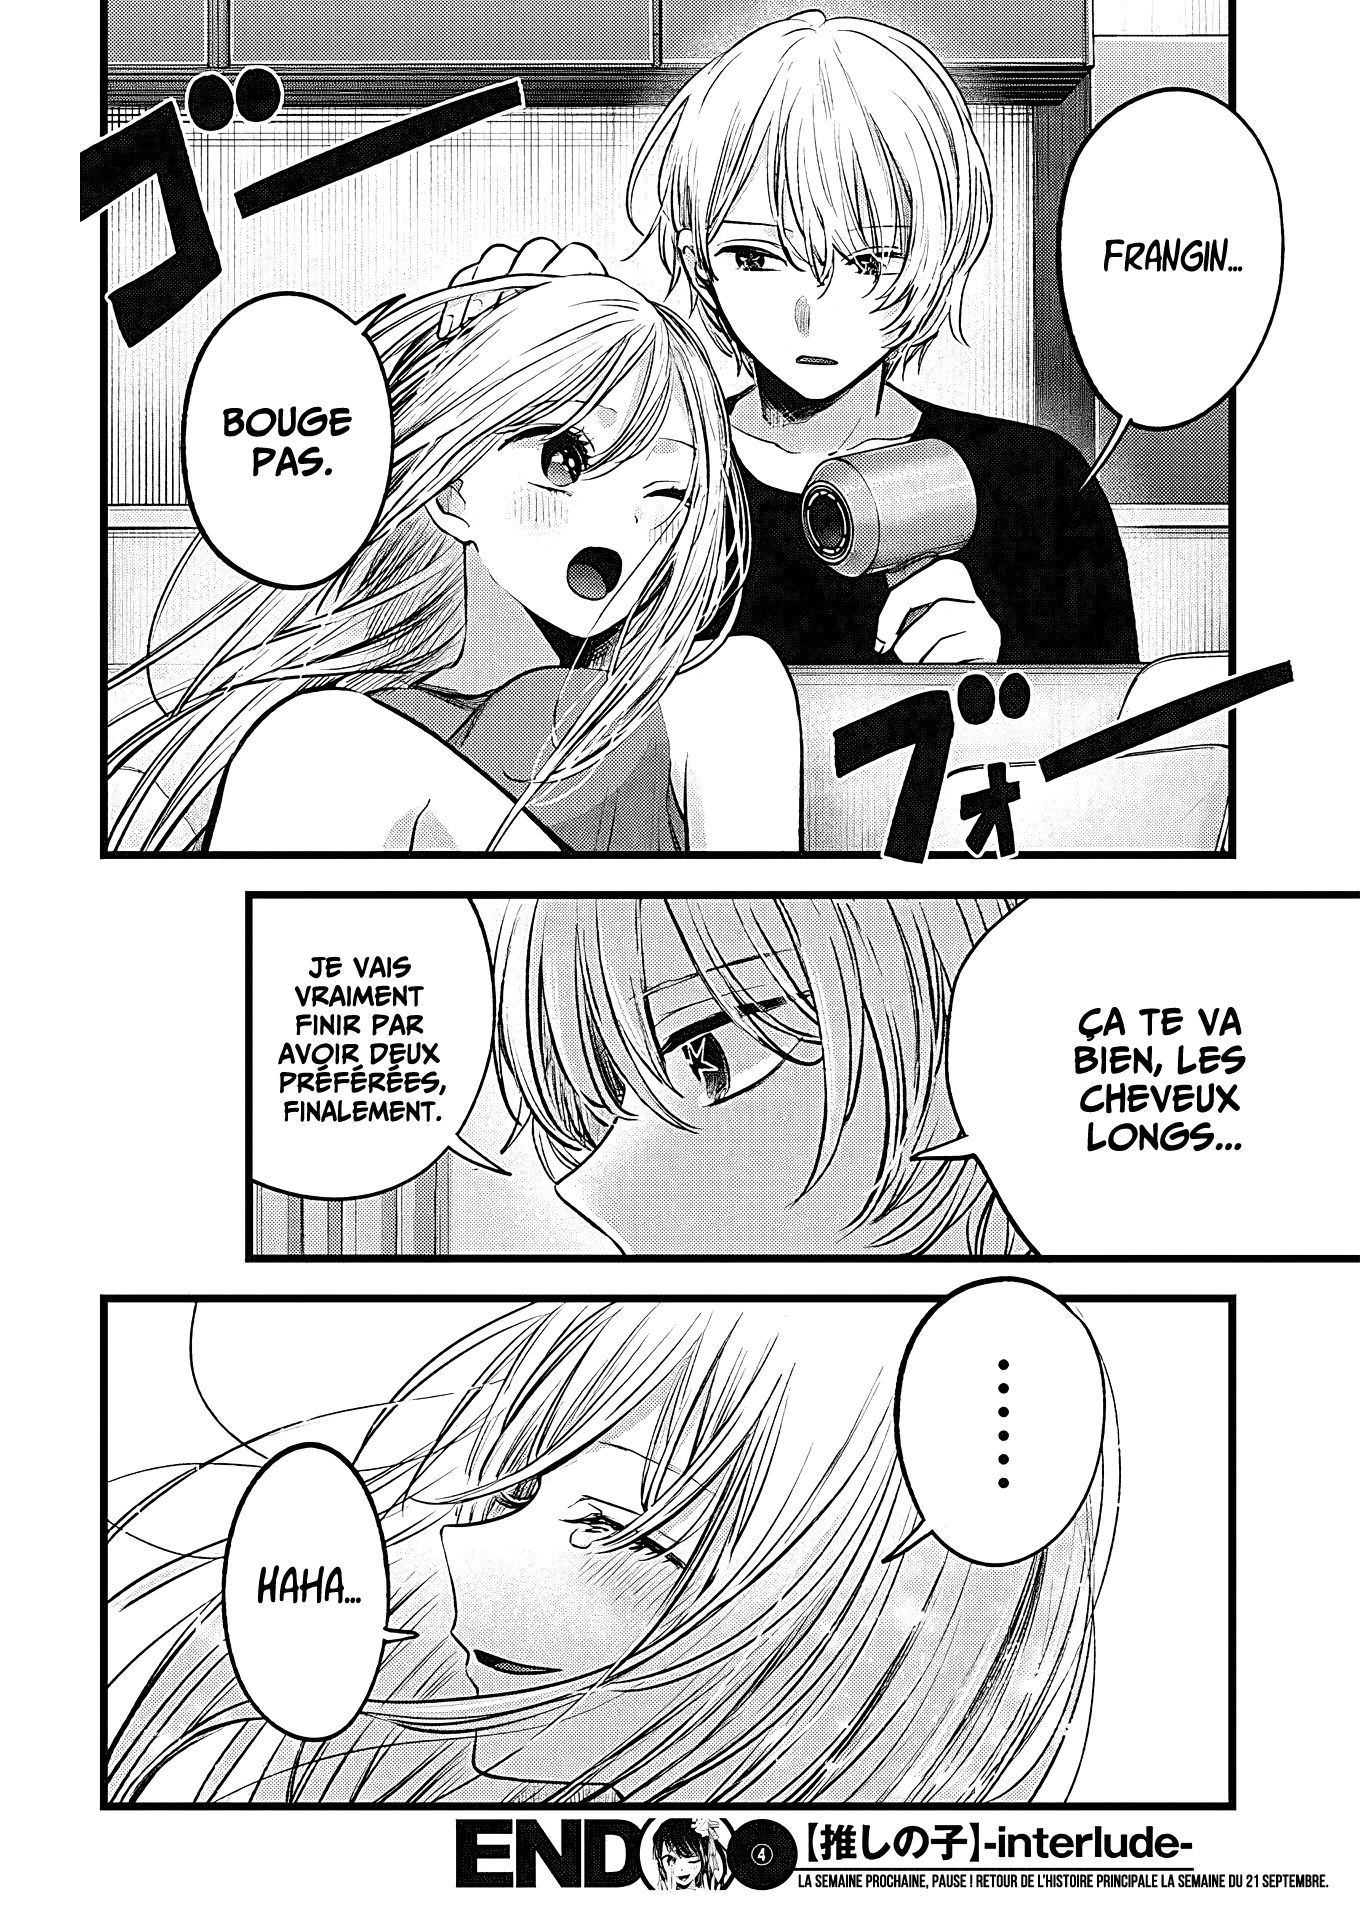 FRANGIN...
ゴー
BOUGE
PAS.
ブォー
ÇA TE VA
BIEN, LES
CHEVEUX
LONGS...
JE VAIS
VRAIMENT
FINIR PAR
AVOIR DEUX
PRÉFÉRÉES,
FINALEMENT.
.......
HAHA...
END
4
【推しの子】-interlude-
LA SEMAINE PROCHAINE, PAUSE ! RETOUR DE L'HISTOIRE PRINCIPALE LA SEMAINE DU 21 SEPTEMBRE.